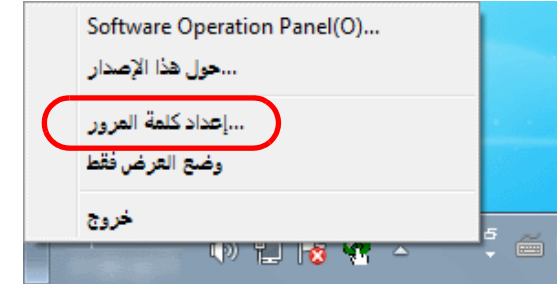 Software Operation Panel(O)...
حول هذا الإصدار...
إعداد كلمة المرور...
وضع العرض فقط
خروج